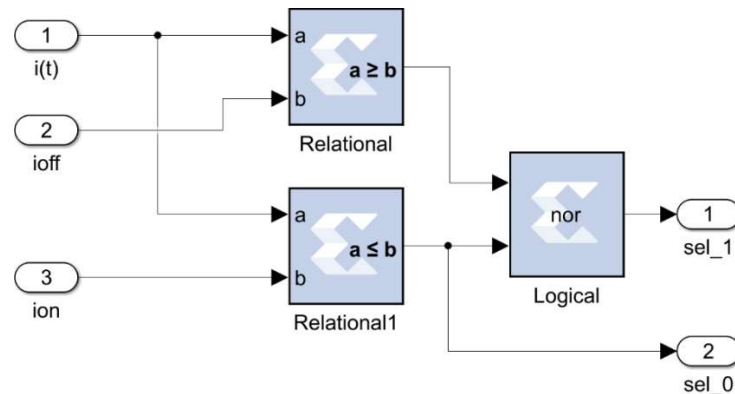 1
i(t)
2
ioff
3
ion
a
b
a ≥ b
Relational
a
b
a ≤ b
Relational1
nor
Logical
1
sel_1
2
sel_0